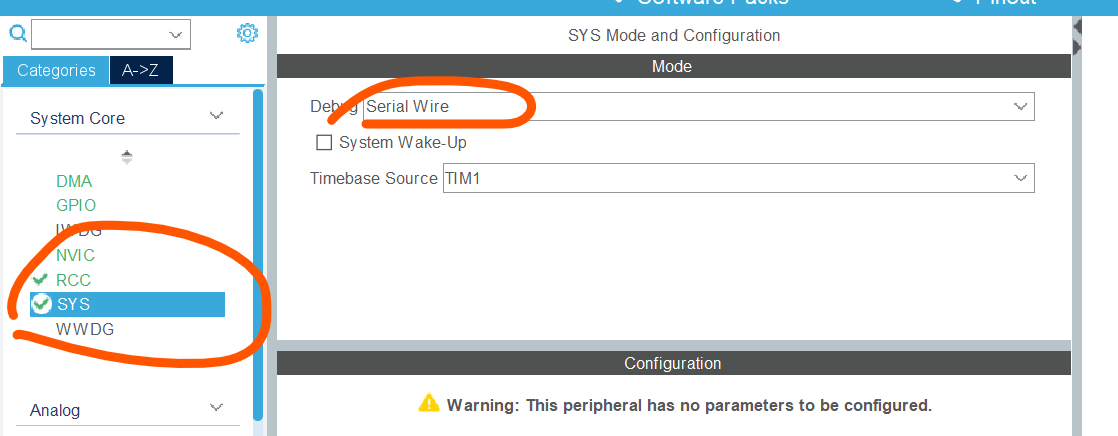 Software Packs
Pinout
SYS Mode and Configuration
Categories
A->Z
Mode
System Core
Debug
Serial Wire
System Wake-Up
Timebase Source
TIM1
DMA
GPIO
IWDG
NVIC
RCC
SYS
WWDG
Configuration
Analog
Warning: This peripheral has no parameters to be configured.